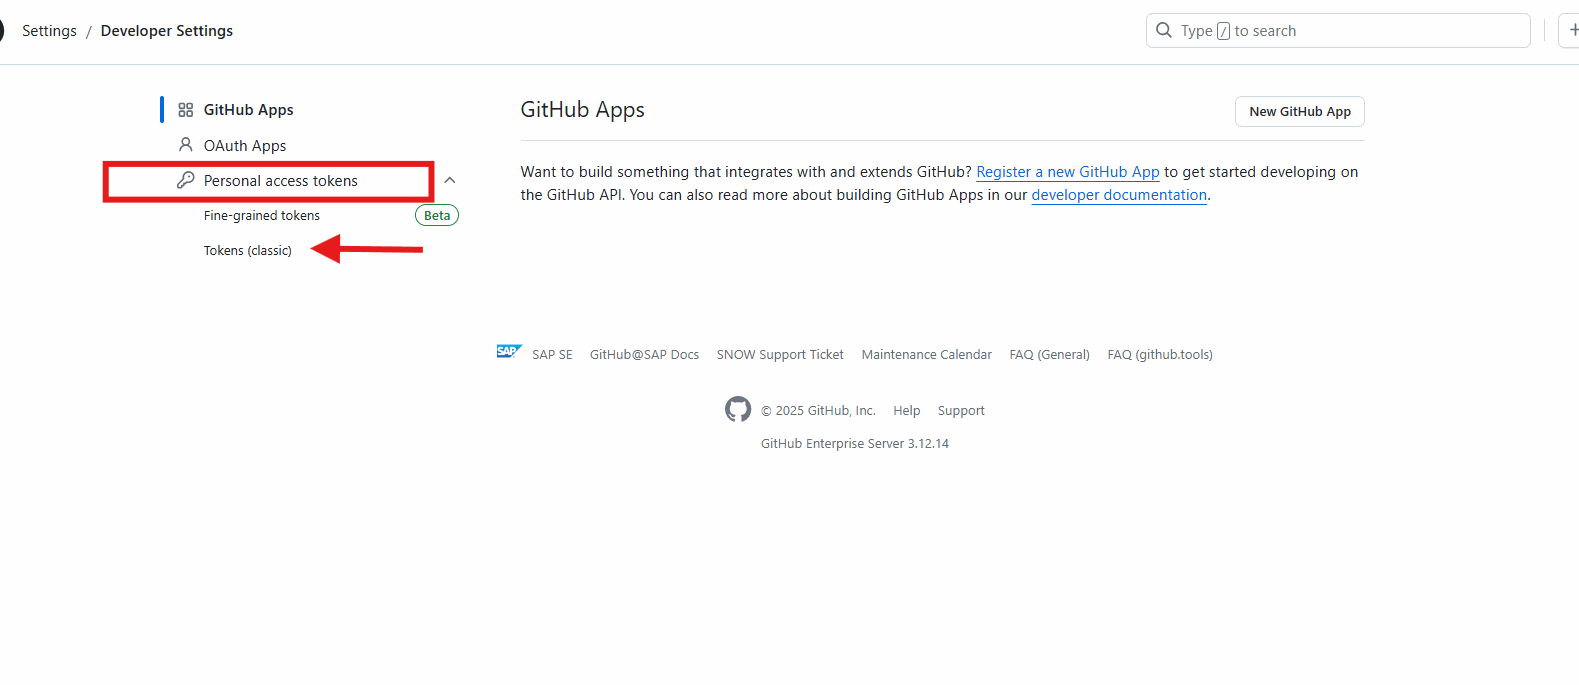 Settings / Developer Settings
Type / to search
GitHub Apps
OAuth Apps
Personal access tokens
Fine-grained tokens Beta
Tokens (classic)
GitHub Apps
New GitHub App
Want to build something that integrates with and extends GitHub? Register a new GitHub App to get started developing on
the GitHub API. You can also read more about building GitHub Apps in our developer documentation.
SAP SAP SE GitHub@SAP Docs SNOW Support Ticket Maintenance Calendar FAQ (General) FAQ (github.tools)
© 2025 GitHub, Inc. Help Support
GitHub Enterprise Server 3.12.14